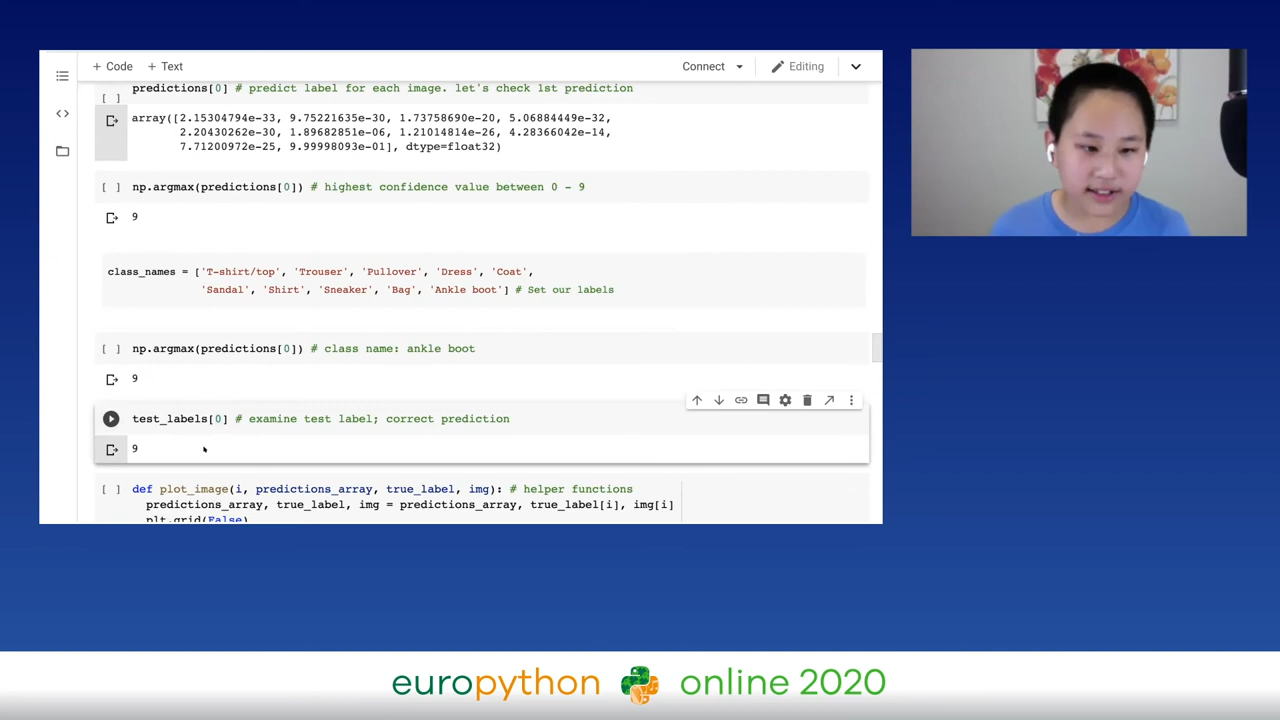 + Code + Text
Connect
Editing
predictions[0] # predict label for each image. let's check 1st prediction
[ ]
array([2.15304794e-33, 9.75221635e-30, 1.73758690e-20, 5.06884449e-32,
2.20430262e-30, 1.89682851e-06, 1.21014814e-26, 4.28366042e-14,
7.71200972e-25, 9.99998093e-01], dtype=float32)
[ ] np.argmax(predictions[0]) # highest confidence value between 0 - 9
9
class_names = ['T-shirt/top', 'Trouser', 'Pullover', 'Dress', 'Coat',
'Sandal', 'Shirt', 'Sneaker', 'Bag', 'Ankle boot'] # Set our labels
[ ] np.argmax(predictions[0]) # class name: ankle boot
9
test_labels[0] # examine test label; correct prediction
9
[ ] def plot_image(i, predictions_array, true_label, img): # helper functions
predictions_array, true_label, img = predictions_array, true_label[i], img[i]
plt.grid(False)
europython online 2020